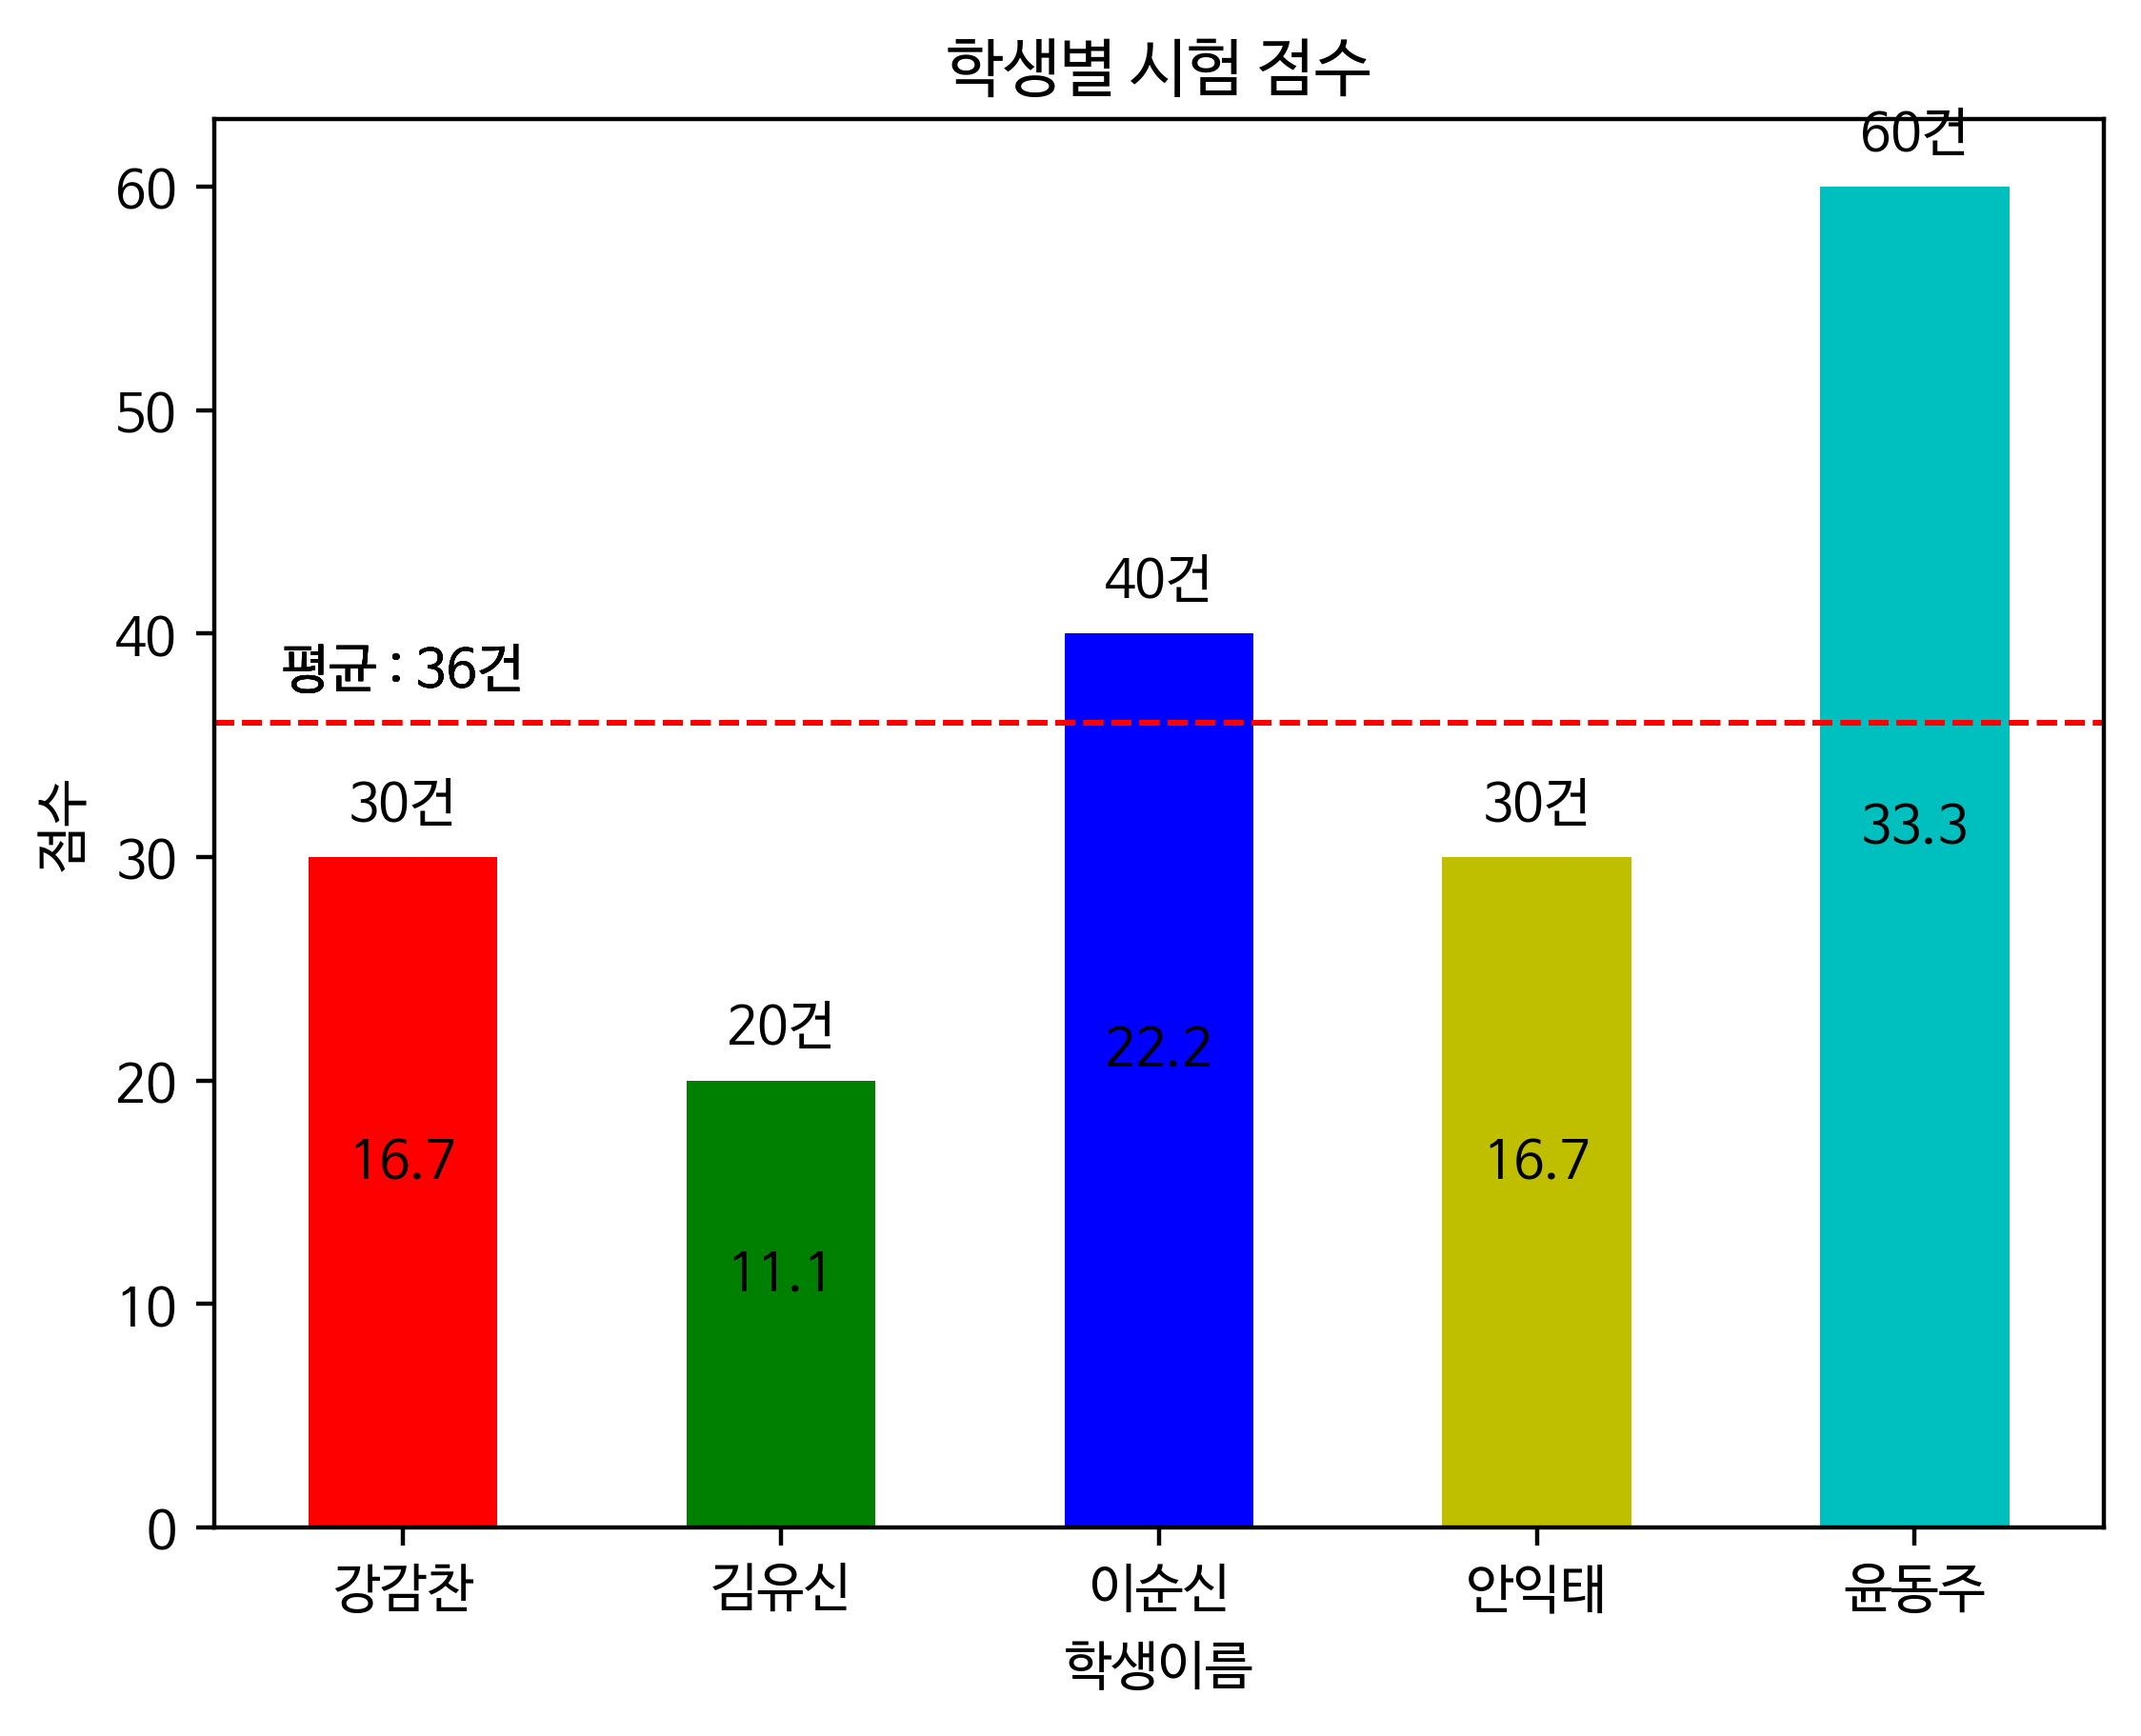 학생별 시험 점수
60건
60
50
40건
40
평균 : 36건
30건
30건
33.3
점수
30
20건
22.2
20
16.7
16.7
11.1
10
0
강감찬 김유신 이순신 안익태 윤동주
학생이름